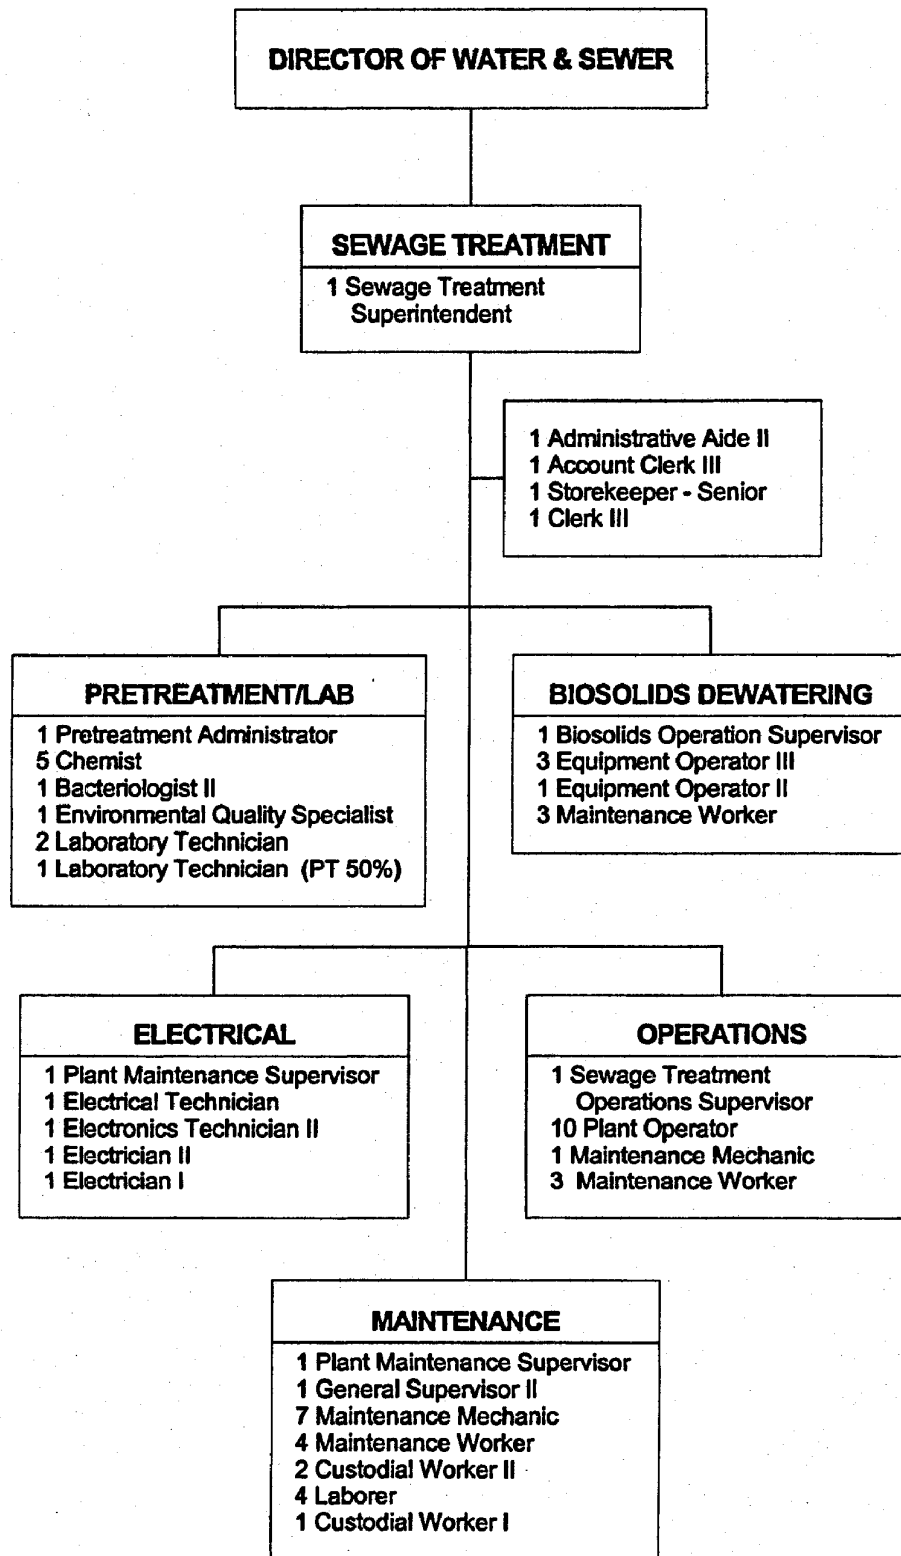 DIRECTOR OF WATER & SEWER
SEWAGE TREATMENT
1 Sewage Treatment
Superintendent
1 Administrative Aide II
1 Account Clerk III
1 Storekeeper - Senior
1 Clerk III
PRETREATMENT/LAB
1 Pretreatment Administrator
5 Chemist
1 Bacteriologist II
1 Environmental Quality Specialist
2 Laboratory Technician
1 Laboratory Technician (PT 50%)
BIOSOLIDS DEWATERING
1 Biosolids Operation Supervisor
3 Equipment Operator III
1 Equipment Operator II
3 Maintenance Worker
ELECTRICAL
1 Plant Maintenance Supervisor
1 Electrical Technician
1 Electronics Technician II
1 Electrician II
1 Electrician I
OPERATIONS
1 Sewage Treatment
Operations Supervisor
10 Plant Operator
1 Maintenance Mechanic
3 Maintenance Worker
MAINTENANCE
1 Plant Maintenance Supervisor
1 General Supervisor II
7 Maintenance Mechanic
4 Maintenance Worker
2 Custodial Worker II
4 Laborer
1 Custodial Worker I